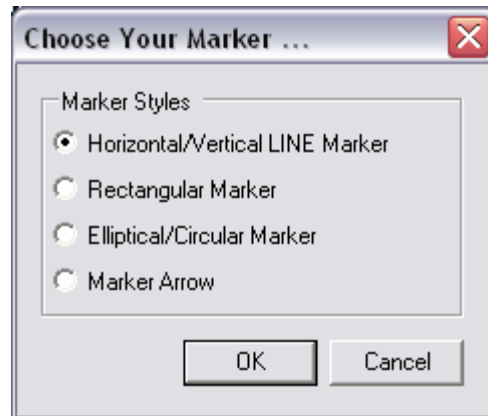 Choose Your Marker ...
Marker Styles
Horizontal/Vertical LINE Marker
Rectangular Marker
Elliptical/Circular Marker
Marker Arrow
OK
Cancel